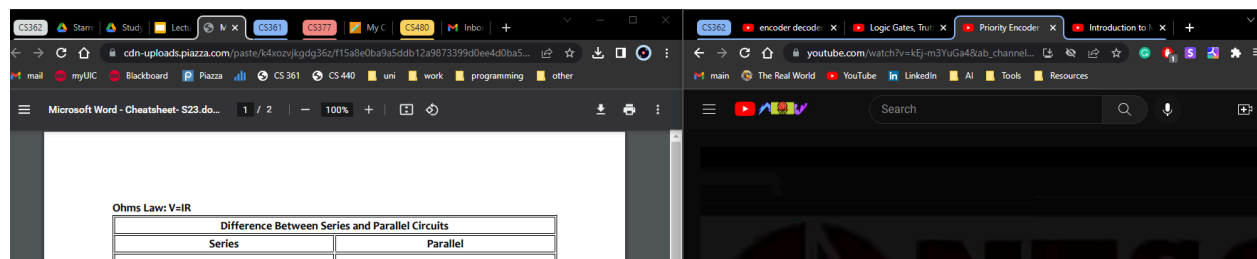 CS362 Starre Study Lectu M CS361 CS377 My C CS480 Inbo
cdn-uploads.piazza.com/paste/k4xozvjkgdg36z/f15a8e0ba9a5ddb12a9873399d0ee4d0ba5...
mail myUIC Blackboard Piazza CS 361 CS 440 uni work programming other
Microsoft Word - Cheatsheet- S23.do... 1 / 2 100%
Ohms Law: V=IR
Difference Between Series and Parallel Circuits
Series Parallel
CS362 encoder decoder Logic Gates, Trut Priority Encoder Introduction to
youtube.com/watch?v=kEj-m3YuGa4&ab_channel...
main The Real World YouTube LinkedIn AI Tools Resources
Search